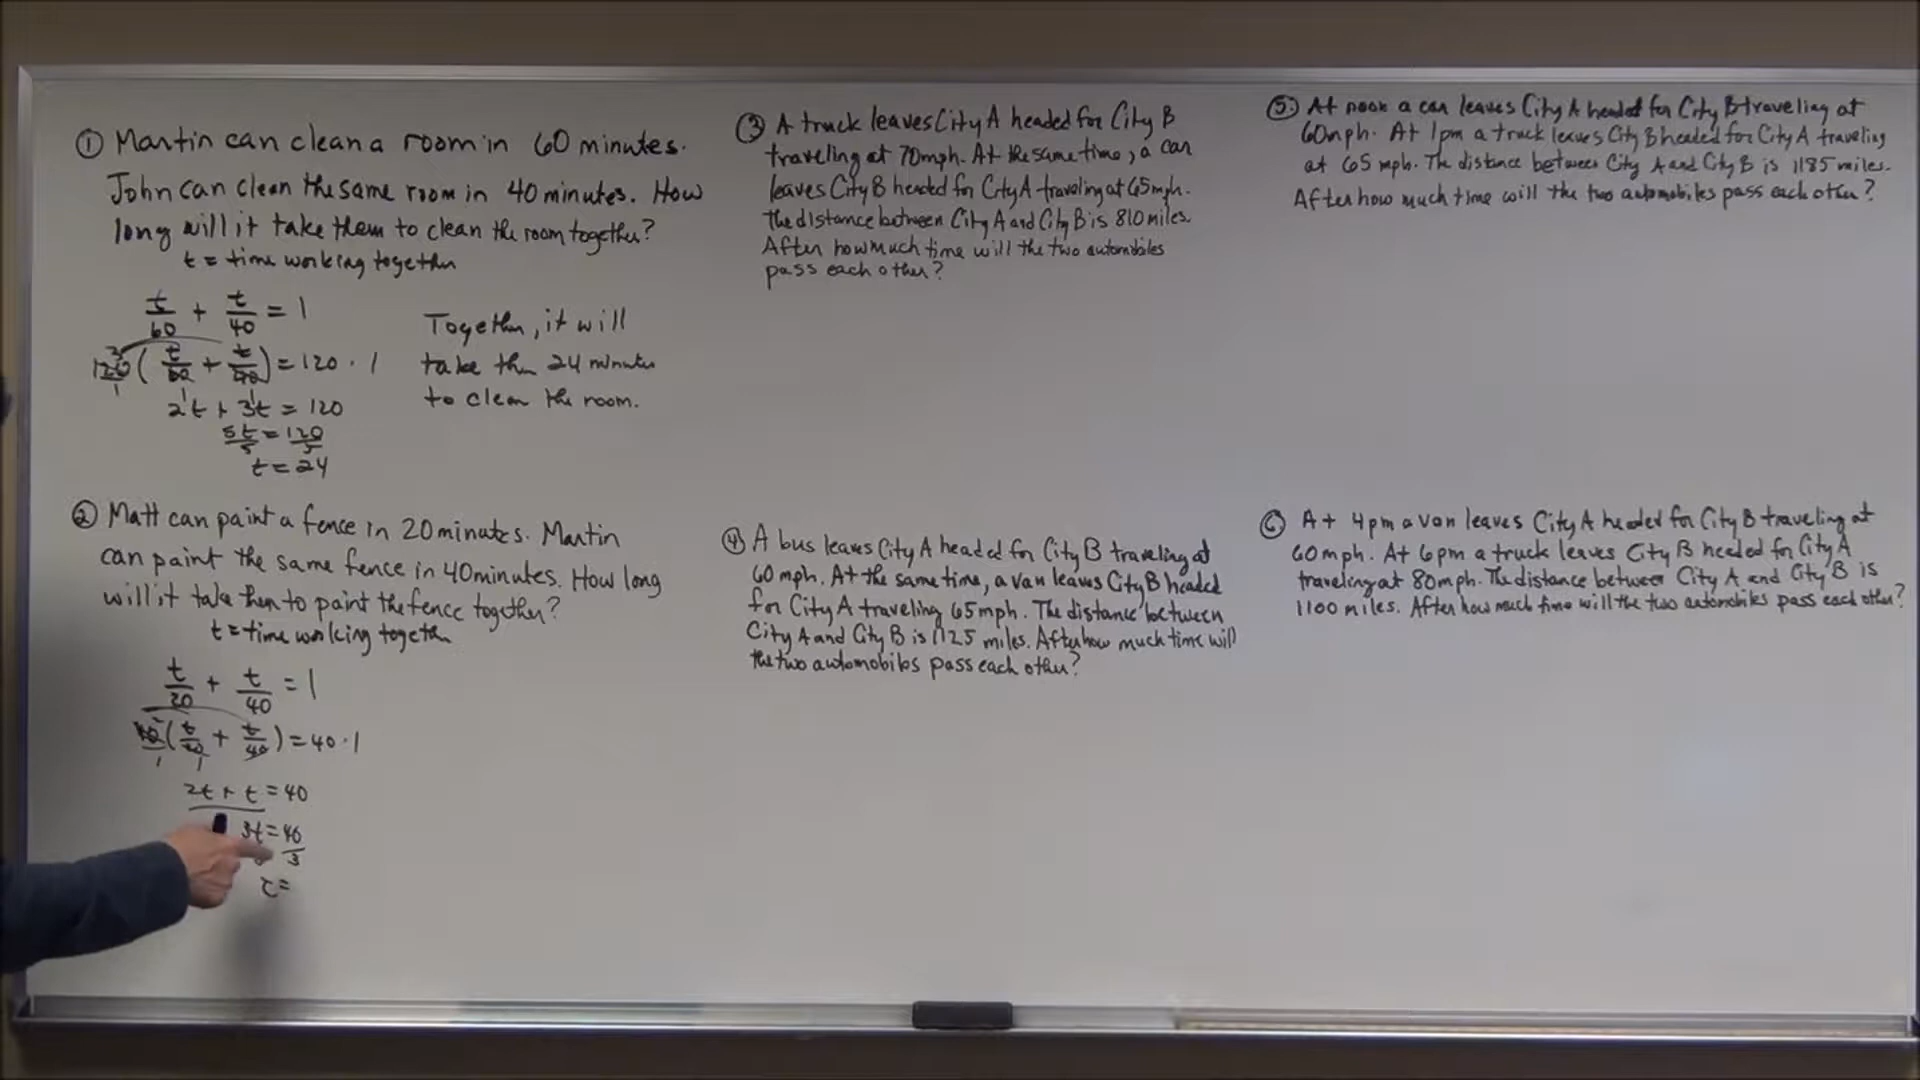 ① Martin can clean a room in 60 minutes.
John can clean the same room in 40 minutes. How
long will it take them to clean the room together?
t = time working together
t/60 + t/40 = 1
120 ( t/60 + t/40 ) = 120 · 1
2t + 3t = 120
5t/5 = 120/5
t = 24
Together, it will
take them 24 minutes
to clean the room.
② Matt can paint a fence in 20 minutes. Martin
can paint the same fence in 40 minutes. How long
will it take them to paint the fence together?
t = time working together
t/20 + t/40 = 1
40 ( t/20 + t/40 ) = 40 · 1
2t + t = 40
3t = 40/3
t =
③ A truck leaves City A headed for City B
traveling at 70mph. At the same time, a car
leaves City B headed for City A traveling at 65mph.
The distance between City A and City B is 810 miles.
After how much time will the two automobiles
pass each other?
④ A bus leaves City A headed for City B traveling at
60 mph. At the same time, a van leaves City B headed
for City A traveling 65mph. The distance between
City A and City B is 1125 miles. After how much time will
the two automobiles pass each other?
⑤ At noon a car leaves City A headed for City B traveling at
60mph. At 1pm a truck leaves City B headed for City A traveling
at 65 mph. The distance between City A and City B is 1185 miles.
After how much time will the two automobiles pass each other?
⑥ At 4pm a van leaves City A headed for City B traveling at
60mph. At 6pm a truck leaves City B headed for City A
traveling at 80mph. The distance between City A and City B is
1100 miles. After how much time will the two automobiles pass each other?